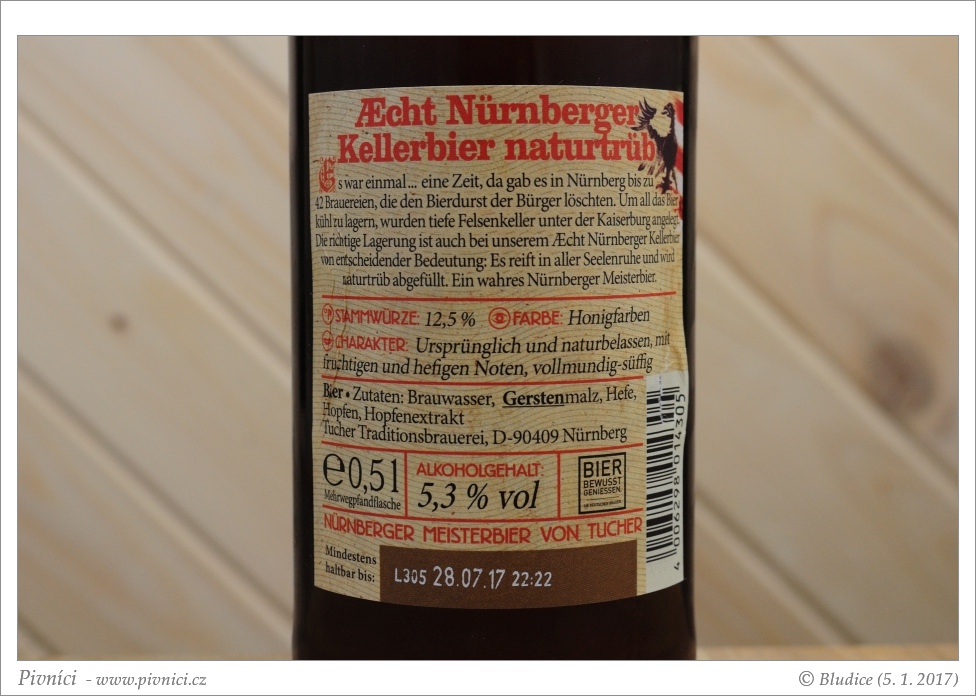 Æcht Nürnberger
Kellerbier naturtrüb
Es war einmal... eine Zeit, da gab es in Nürnberg bis zu
42 Brauereien, die den Bierdurst der Bürger löschten. Um all das Bier
kühl zu lagern, wurden tiefe Felsenkeller unter der Kaiserburg angelegt.
Die richtige Lagerung ist auch bei unserem Æcht Nürnberger Kellerbier
von entscheidender Bedeutung: Es reift in aller Seelenruhe und wird
naturtrüb abgefüllt. Ein wahres Nürnberger Meisterbier.
STAMMWÜRZE: 12,5 % FARBE: Honigfarben
CHARAKTER: Ursprünglich und naturbelassen, mit
fruchtigen und hefigen Noten, vollmundig-süffig
Bier • Zutaten: Brauwasser, Gerstenmalz, Hefe,
Hopfen, Hopfenextrakt
Tucher Traditionsbrauerei, D-90409 Nürnberg
℮0,5l
Mehrwegpfandflasche
ALKOHOLGEHALT:
5,3 % vol
BIER
BEWUSST
GENIESSEN.
NÜRNBERGER MEISTERBIER VON TUCHER
Mindestens
haltbar bis:
L305 28.07.17 22:22
4 006298 014305
Pivníci - www.pivnici.cz
© Bludice (5. 1. 2017)